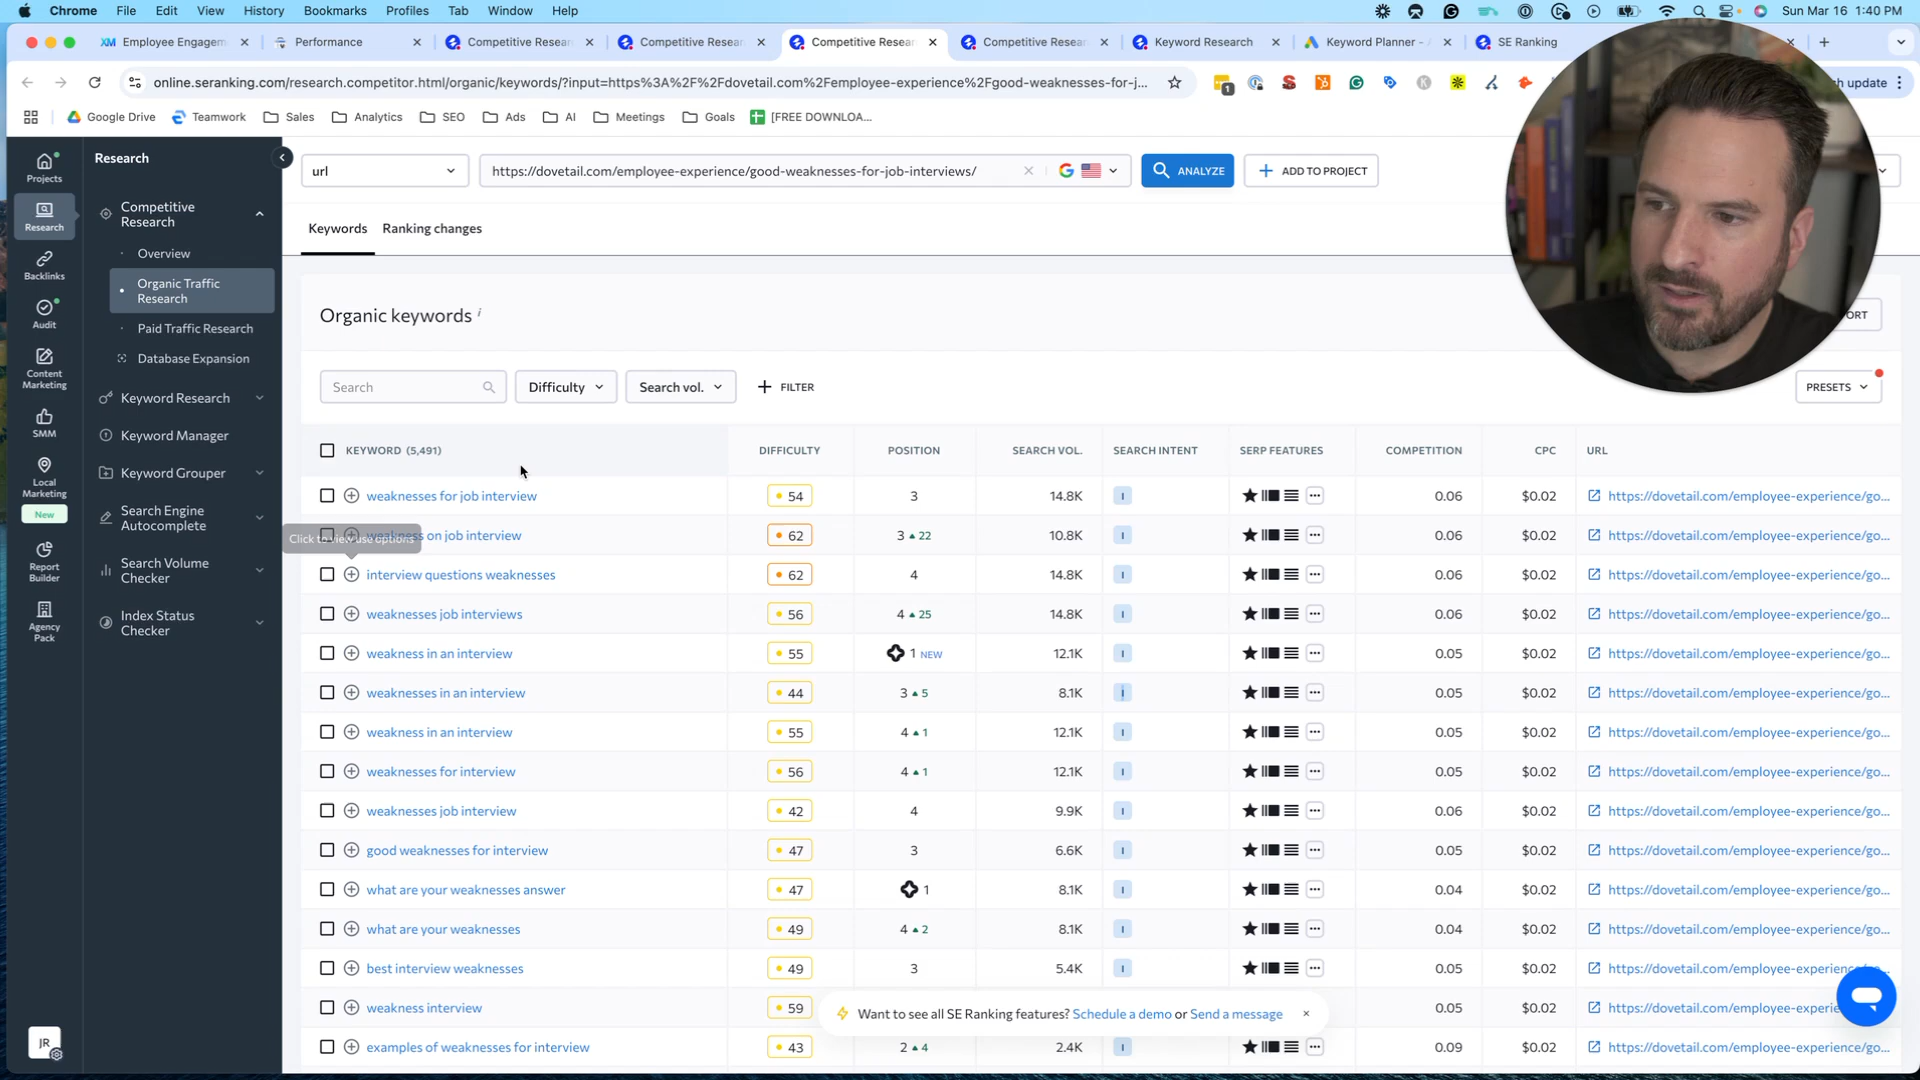 Chrome File Edit View History Bookmarks Profiles Tab Window Help Sun Mar 16 1:40 PM
XM Employee Engagem Performance Competitive Resear Competitive Resear Competitive Resear Competitive Resear Keyword Research Keyword Planner - SE Ranking
online.seranking.com/research.competitor.html/organic/keywords/?input=https%3A%2F%2Fdovetail.com%2Femployee-experience%2Fgood-weaknesses-for-j... 1 update
Google Drive Teamwork Sales Analytics SEO Ads AI Meetings Goals [FREE DOWNLOA...
Projects
Research
Backlinks
Audit
Content Marketing
SMM
Local Marketing
New
Report Builder
Agency Pack
JR
Research
Competitive Research
Overview
Organic Traffic Research
Paid Traffic Research
Database Expansion
Keyword Research
Keyword Manager
Keyword Grouper
Search Engine Autocomplete
Search Volume Checker
Index Status Checker
url https://dovetail.com/employee-experience/good-weaknesses-for-job-interviews/ ANALYZE ADD TO PROJECT
Keywords Ranking changes
Organic keywords i
ORT
Search Difficulty Search vol. FILTER PRESETS
KEYWORD (5,491) DIFFICULTY POSITION SEARCH VOL. SEARCH INTENT SERP FEATURES COMPETITION CPC URL
weaknesses for job interview 54 3 14.8K I 0.06 $0.02 https://dovetail.com/employee-experience/go...
weakness on job interview 62 3 22 10.8K I 0.06 $0.02 https://dovetail.com/employee-experience/go...
Click to view use options
interview questions weaknesses 62 4 14.8K I 0.06 $0.02 https://dovetail.com/employee-experience/go...
weaknesses job interviews 56 4 25 14.8K I 0.06 $0.02 https://dovetail.com/employee-experience/go...
weakness in an interview 55 1 NEW 12.1K I 0.05 $0.02 https://dovetail.com/employee-experience/go...
weaknesses in an interview 44 3 5 8.1K I 0.05 $0.02 https://dovetail.com/employee-experience/go...
weakness in an interview 55 4 1 12.1K I 0.05 $0.02 https://dovetail.com/employee-experience/go...
weaknesses for interview 56 4 1 12.1K I 0.05 $0.02 https://dovetail.com/employee-experience/go...
weaknesses job interview 42 4 9.9K I 0.06 $0.02 https://dovetail.com/employee-experience/go...
good weaknesses for interview 47 3 6.6K I 0.05 $0.02 https://dovetail.com/employee-experience/go...
what are your weaknesses answer 47 1 8.1K I 0.04 $0.02 https://dovetail.com/employee-experience/go...
what are your weaknesses 49 4 2 8.1K I 0.04 $0.02 https://dovetail.com/employee-experience/go...
best interview weaknesses 49 3 5.4K I 0.05 $0.02 https://dovetail.com/employee-experience/go...
weakness interview 59 0.05 $0.02 https://dovetail.com/employee-experience/go...
Want to see all SE Ranking features? Schedule a demo or Send a message
examples of weaknesses for interview 43 2 4 2.4K I 0.09 $0.02 https://dovetail.com/employee-experience/go...